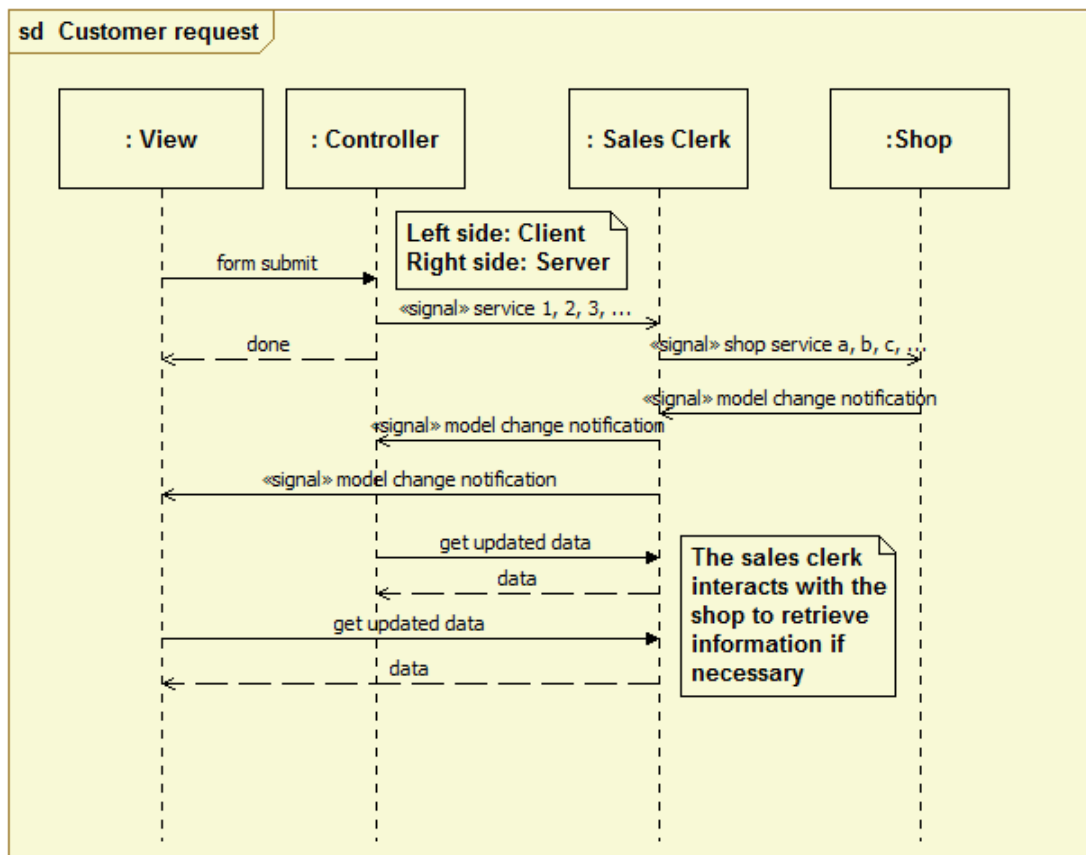 sd Customer request
: View
: Controller
: Sales Clerk
:Shop
Left side: Client
Right side: Server
form submit
«signal» service 1, 2, 3, ...
done
«signal» shop service a, b, c, ...
«signal» model change notification
«signal» model change notification
«signal» model change notification
get updated data
data
The sales clerk
interacts with the
shop to retrieve
information if
necessary
get updated data
data